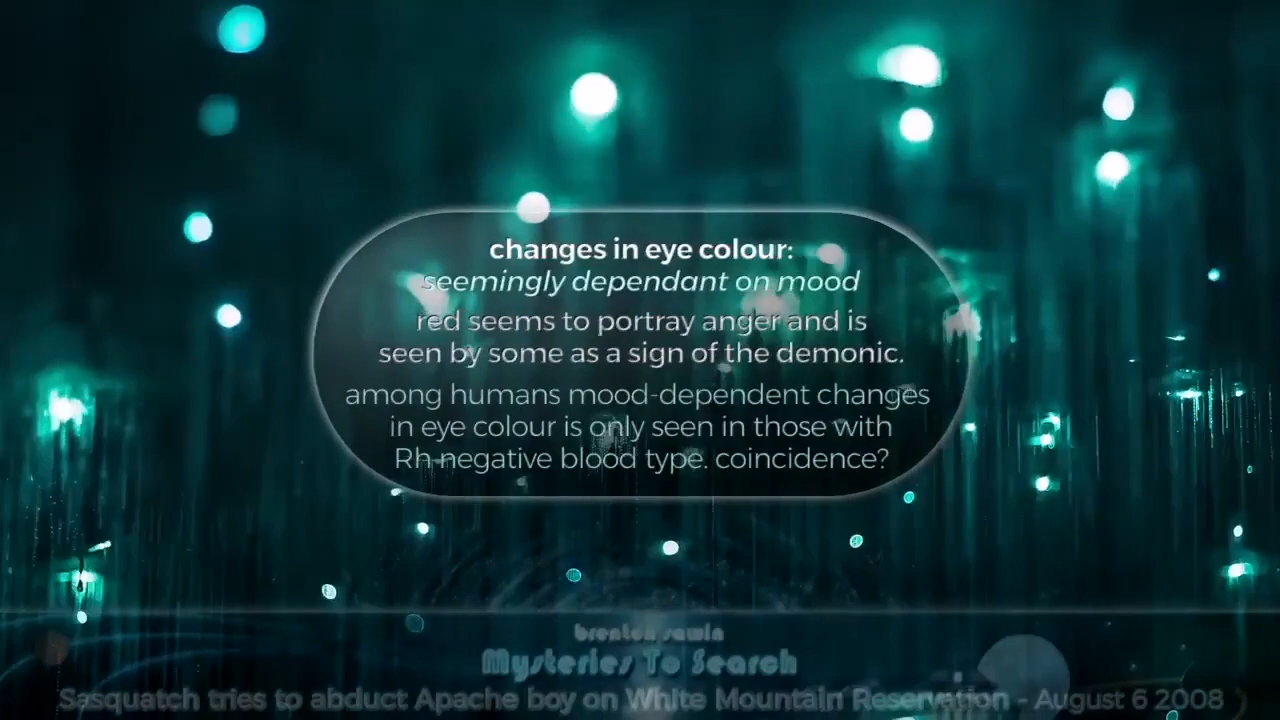 changes in eye colour:
seemingly dependant on mood
red seems to portray anger and is
seen by some as a sign of the demonic.
among humans mood-dependent changes
in eye colour is only seen in those with
Rh-negative blood type. coincidence?
brenton sawin
Mysteries To Search
Sasquatch tries to abduct Apache boy on White Mountain Reservation - August 6 2008